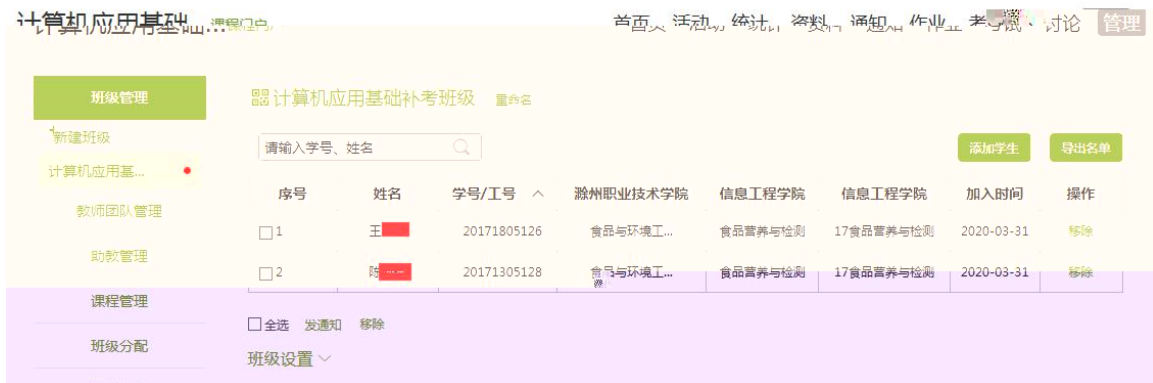 计算机应用基础... 课程门户
首页 活动 统计 资料 通知 作业 考试 讨论 管理
班级管理
新建班级
计算机应用基...
教师团队管理
助教管理
课程管理
班级分配
计算机应用基础补考班级 重命名
请输入学号、姓名
添加学生 导出名单
序号 姓名 学号/工号 滁州职业技术学院 信息工程学院 信息工程学院 加入时间 操作
1 王 20171805126 食品与环境工... 食品营养与检测 17食品营养与检测 2020-03-31 移除
2 陈 20171305128 食品与环境工... 食品营养与检测 17食品营养与检测 2020-03-31 移除
全选 发通知 移除
班级设置